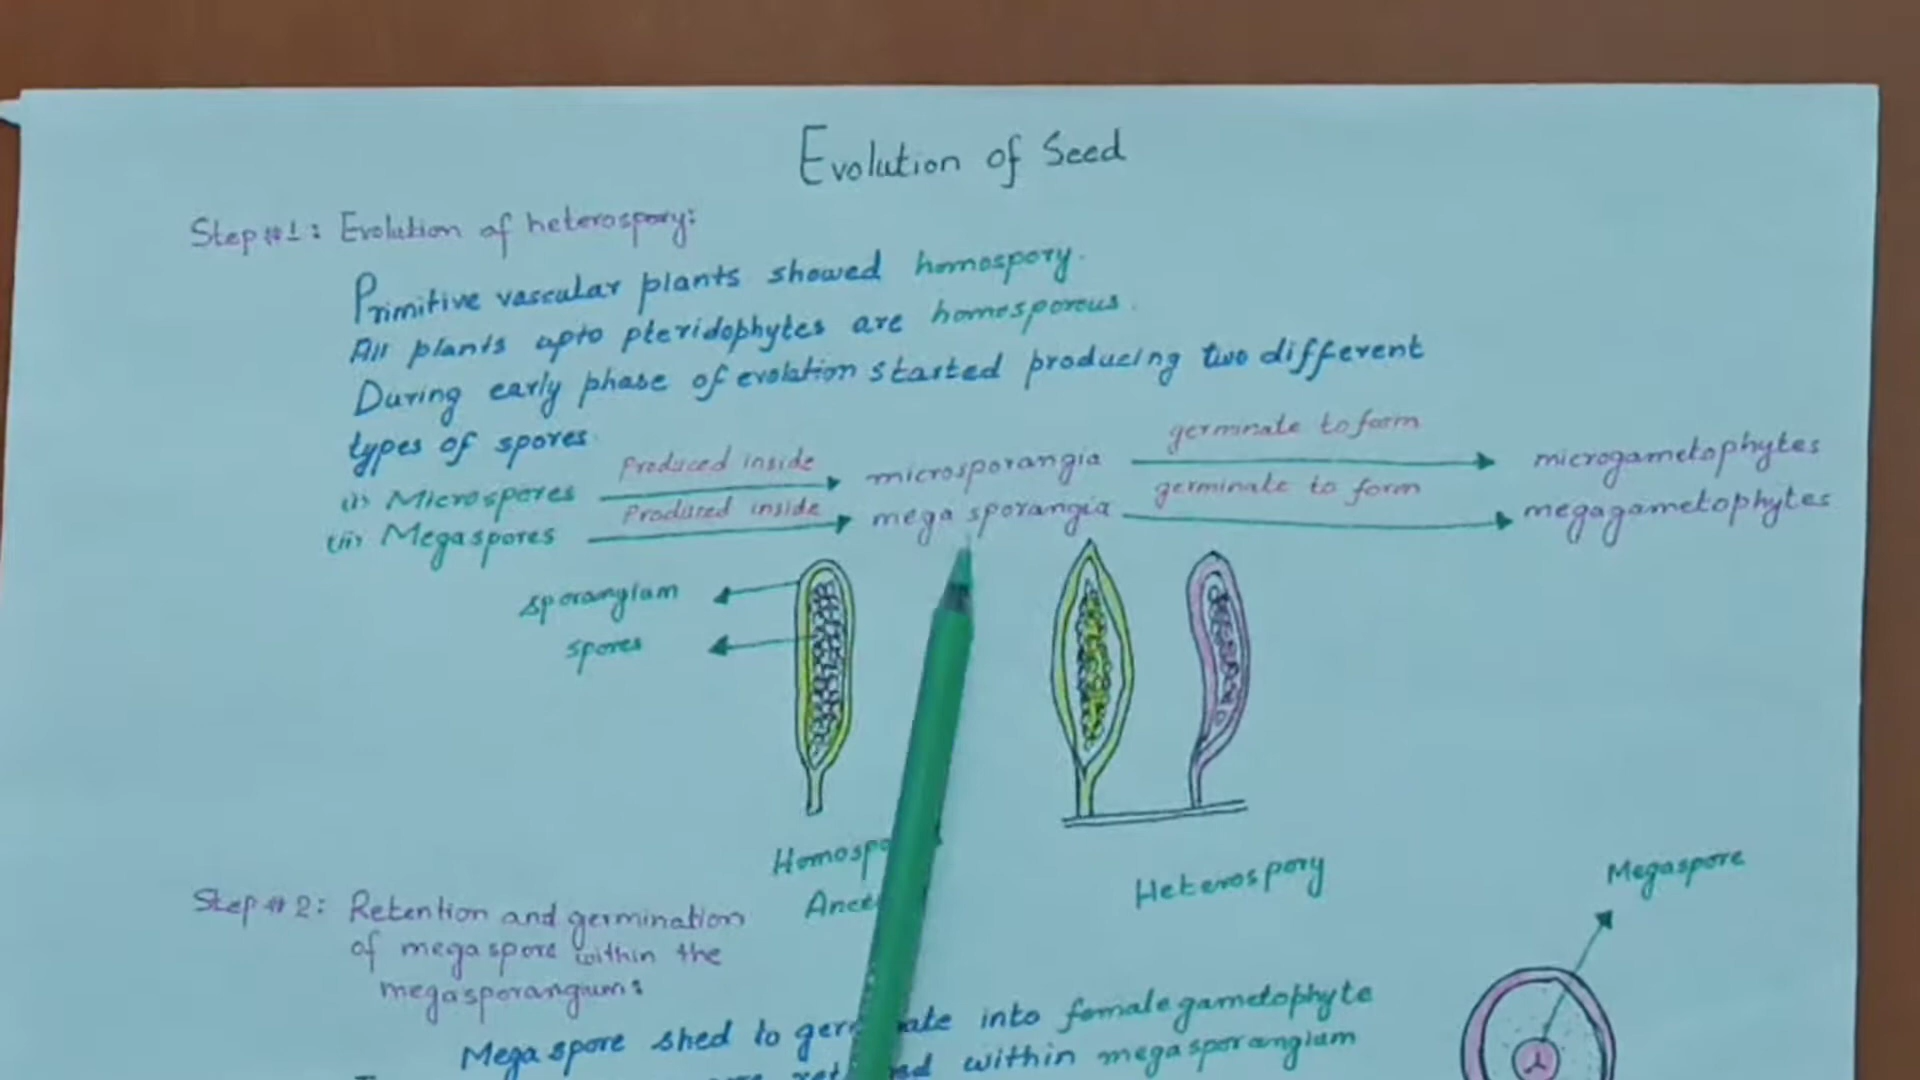 Evolution of Seed
Step #1: Evolution of heterospory:
Primitive vascular plants showed homospory.
All plants upto pteridophytes are homosporous.
During early phase of evolution started producing two different
types of spores
(i) Microspores Produced inside microsporangia germinate to form microgametophytes
(ii) Megaspores Produced inside mega sporangia germinate to form megagametophytes
sporangium
spores
Heterospory
Megaspore
Step #2: Retention and germination
of megaspore within the
megasporangium:
Megaspore shed to into female gametophyte
within megasporangium